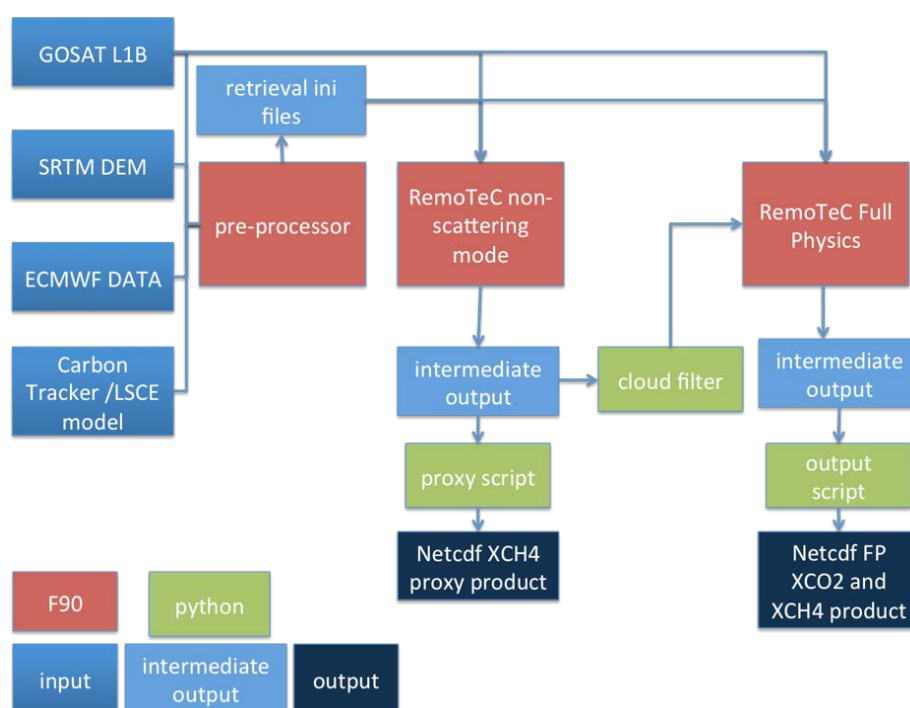 GOSAT L1B
retrieval ini
files
SRTM DEM
pre-processor
RemoTeC non-
scattering
mode
RemoTeC Full
Physics
ECMWF DATA
Carbon
Tracker /LSCE
model
intermediate
output
cloud filter
intermediate
output
proxy script
output
script
Netcdf XCH4
proxy product
Netcdf FP
XCO2 and
XCH4 product
F90
python
input
intermediate
output
output